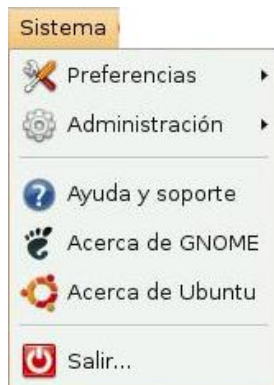 Sistema
Preferencias
Administración
Ayuda y soporte
Acerca de GNOME
Acerca de Ubuntu
Salir...